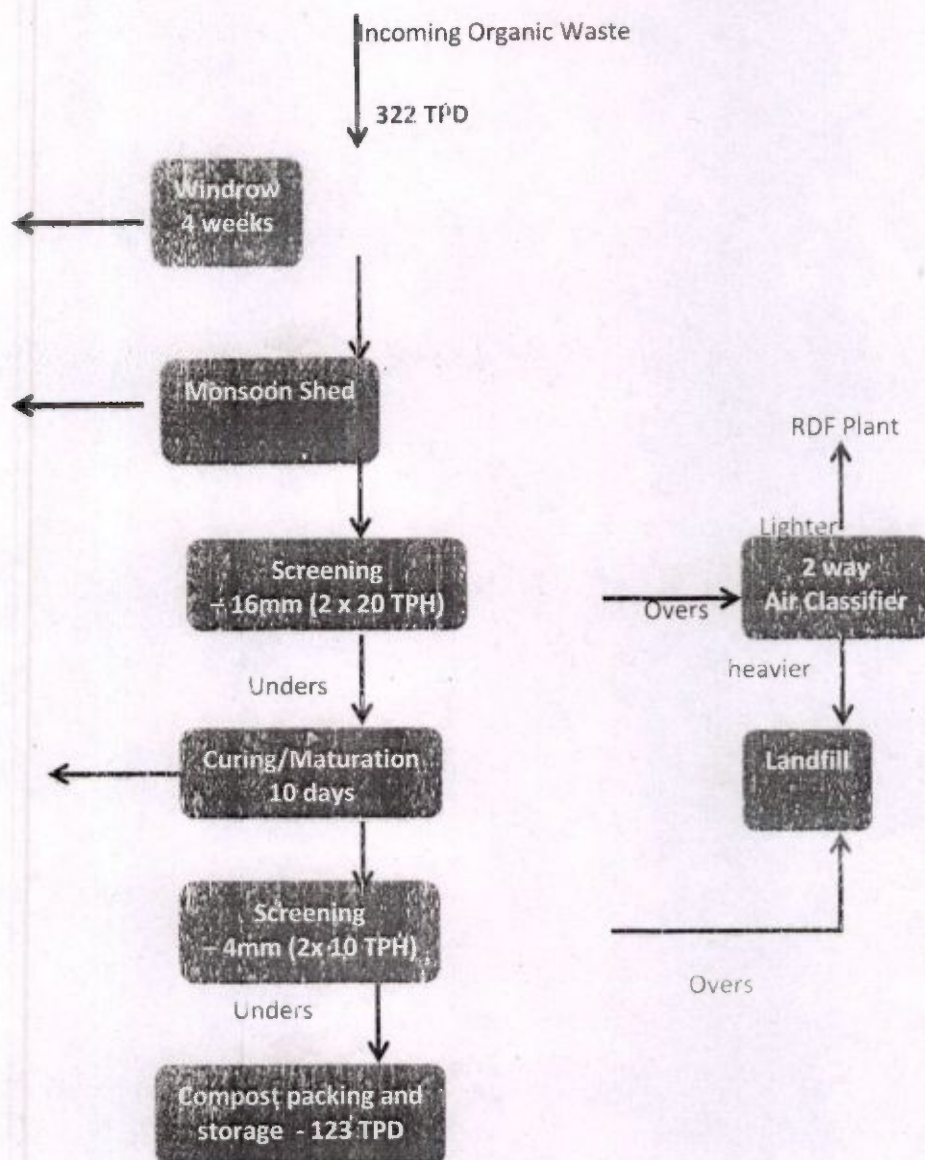 Incoming Organic Waste
322 TPD
Windrow
4 weeks
Monsoon Shed
Screening
– 16mm (2 x 20 TPH)
Unders
Curing/Maturation
10 days
Screening
– 4mm (2x 10 TPH)
Unders
Compost packing and
storage - 123 TPD
RDF Plant
Lighter
2 way
Air Classifier
Overs
heavier
Landfill
Overs